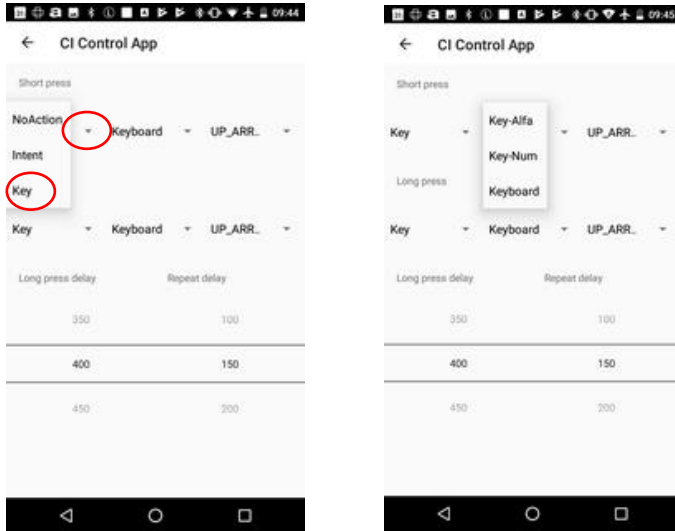 09:44
CI Control App
Short press
NoAction
Keyboard UP_ARR..
Intent
Key
Key Keyboard UP_ARR..
Long press delay Repeat delay
350 100
400 150
450 200
09:45
CI Control App
Short press
Key-Alfa
Key UP_ARR..
Key-Num
Long press
Keyboard
Key Keyboard UP_ARR..
Long press delay Repeat delay
350 100
400 150
450 200